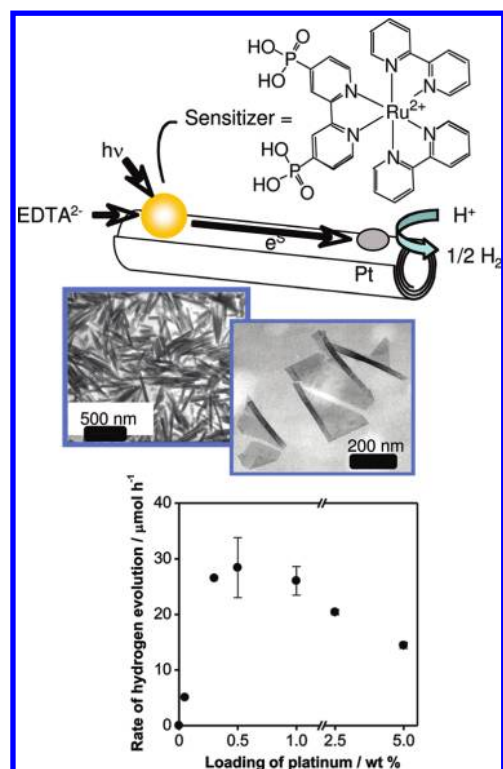 HO
O
HO
P
N
N
N
Ru2+
N
N
N
HO
P
HO
O
Sensitizer =
hν
EDTA2-
eS
Pt
H+
1/2 H2
500 nm
200 nm
Rate of hydrogen evolution / μmol h-1
40
30
20
10
0
0
0.5
1.0
2.5
5.0
Loading of platinum / wt %